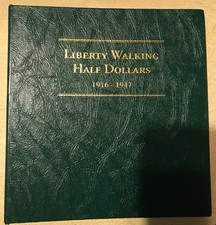 LIBERTY WALKING
HALF DOLLARS
1916 - 1947